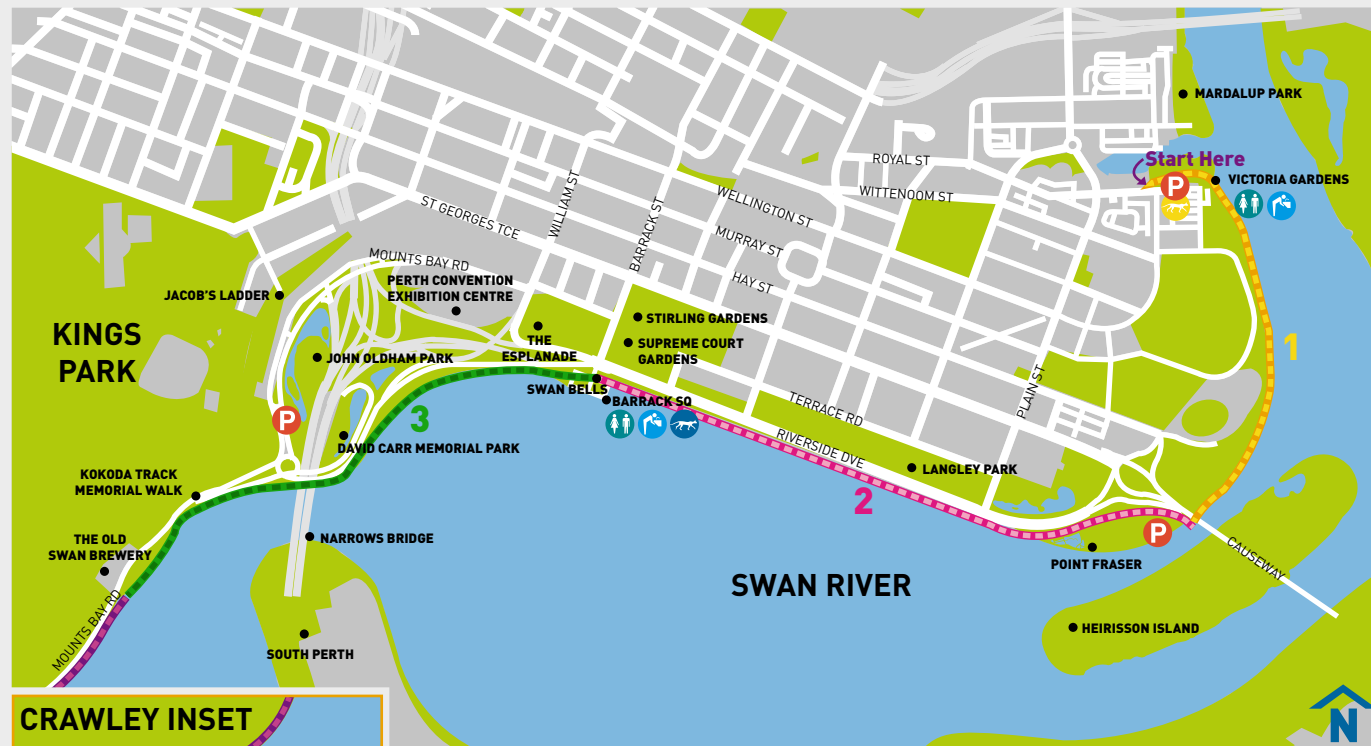 MARDALUP PARK
Start Here
ROYAL ST
WITTENOOM ST
P
VICTORIA GARDENS
WELLINGTON ST
WILLIAM ST
BARRACK ST
ST GEORGES TCE
MURRAY ST
HAY ST
MOUNTS BAY RD
PERTH CONVENTION
EXHIBITION CENTRE
JACOB'S LADDER
KINGS
PARK
STIRLING GARDENS
THE
ESPLANADE
SUPREME COURT
GARDENS
JOHN OLDHAM PARK
1
SWAN BELLS
BARRACK SQ
PLAIN ST
TERRACE RD
P
3
RIVERSIDE DVE
DAVID CARR MEMORIAL PARK
LANGLEY PARK
KOKODA TRACK
MEMORIAL WALK
2
P
THE OLD
SWAN BREWERY
NARROWS BRIDGE
POINT FRASER
CAUSEWAY
SWAN RIVER
MOUNTS BAY RD
HEIRISSON ISLAND
SOUTH PERTH
CRAWLEY INSET
N